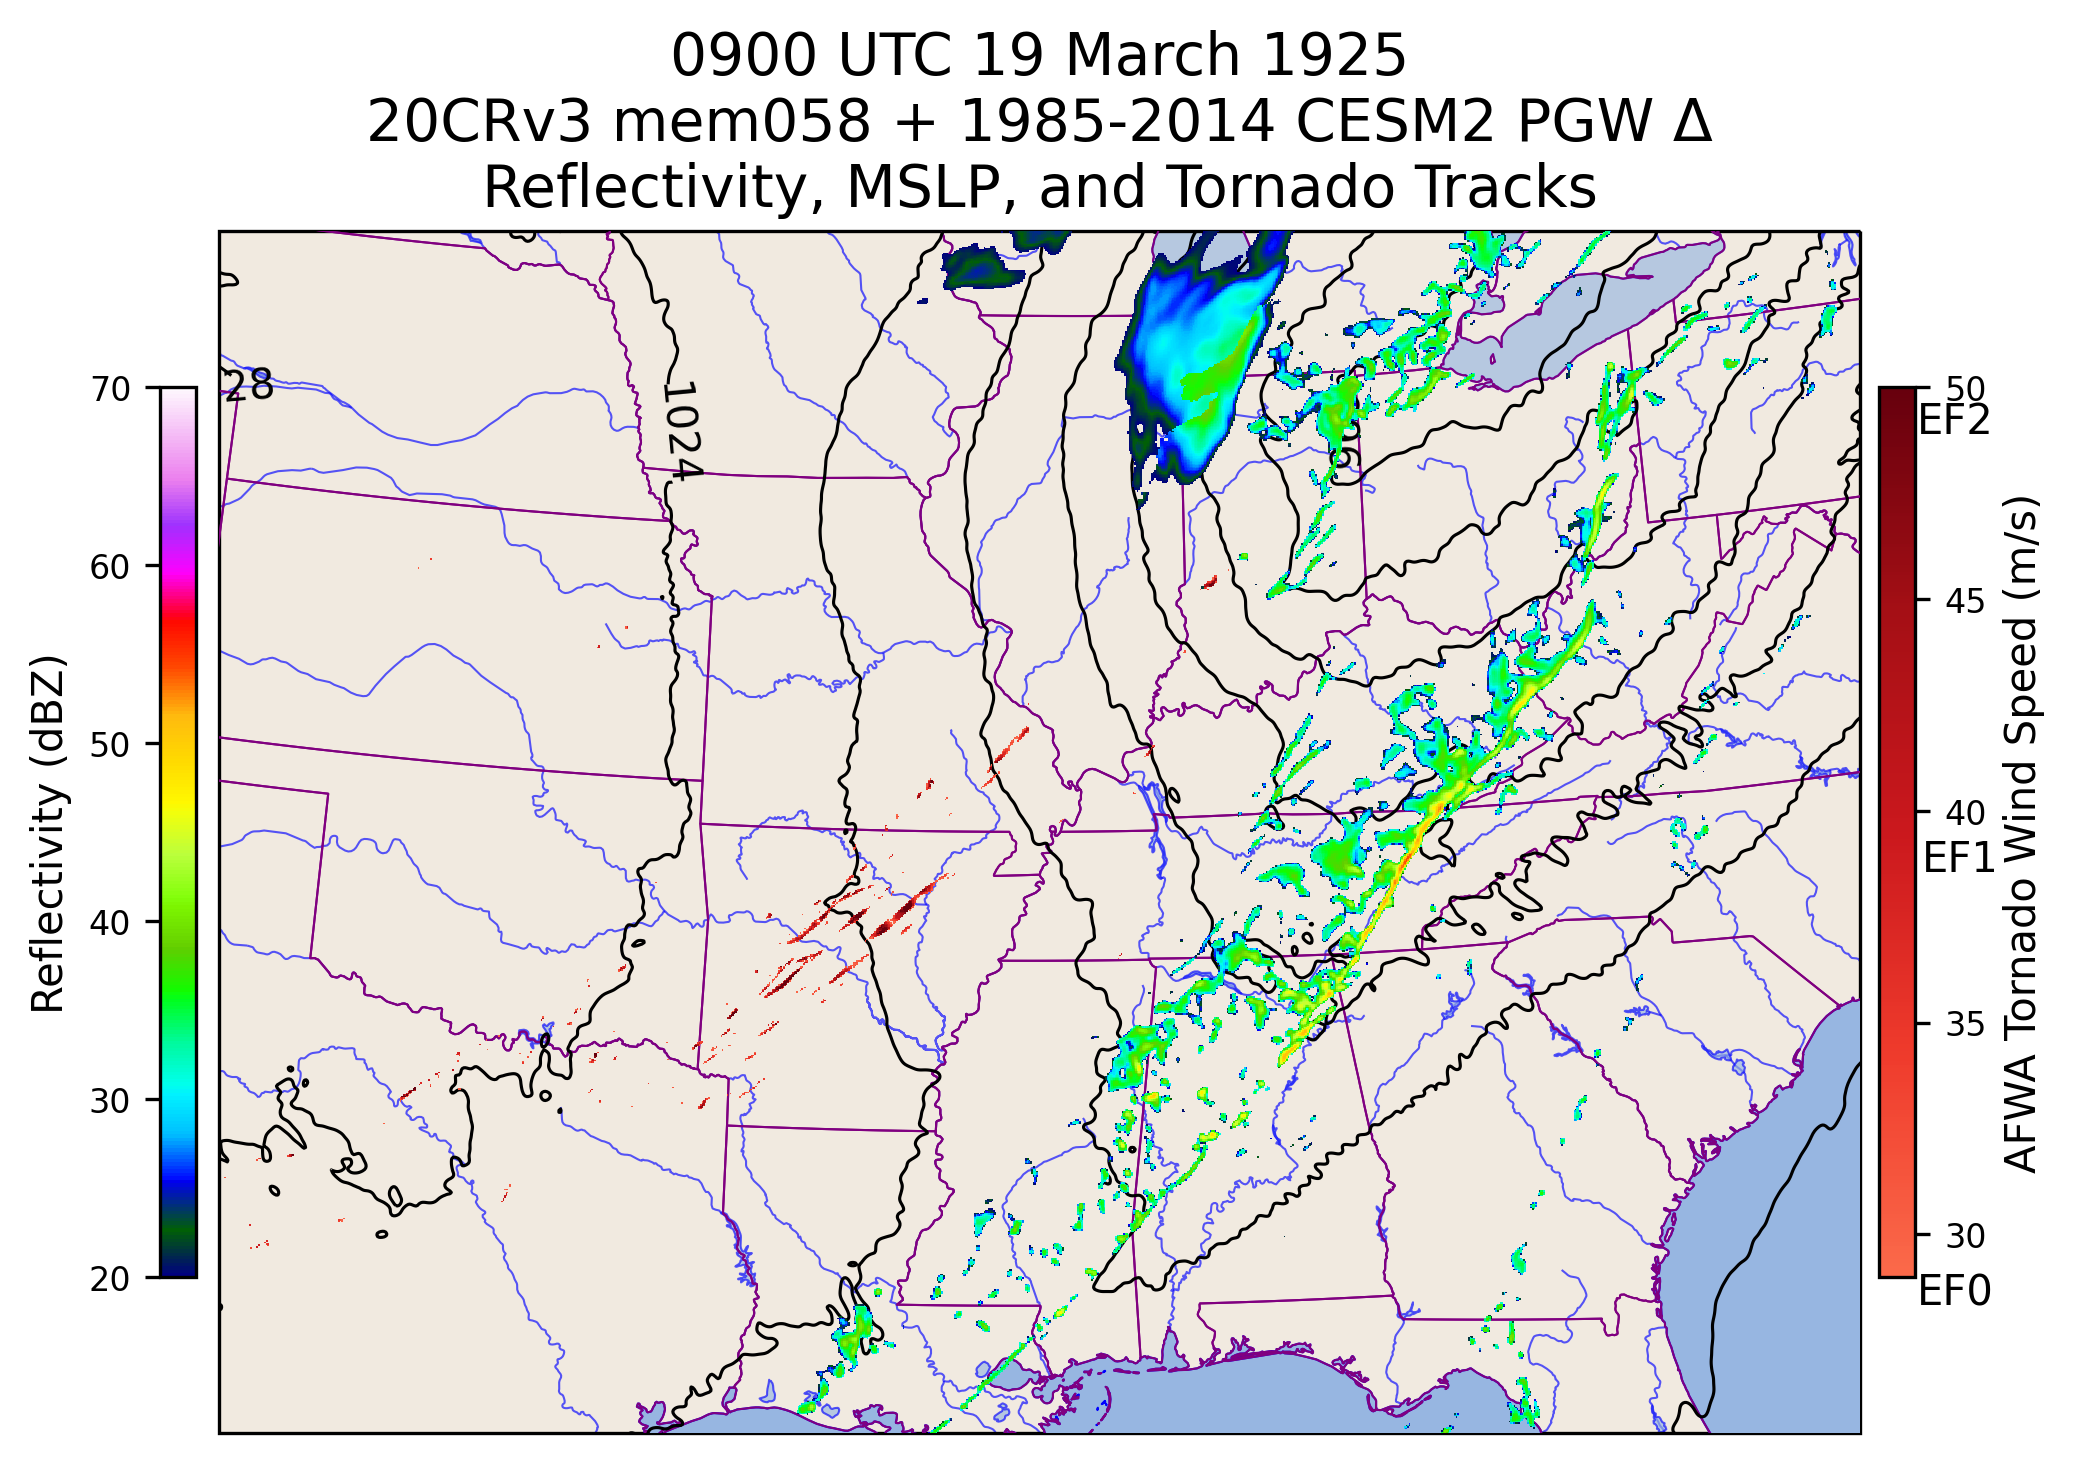 0900 UTC 19 March 1925
20CRv3 mem058 + 1985-2014 CESM2 PGW Δ
Reflectivity, MSLP, and Tornado Tracks
Reflectivity (dBZ)
70
60
50
40
30
20
28
1024
50
EF2
45
40
EF1
35
30
EF0
AFWA Tornado Wind Speed (m/s)